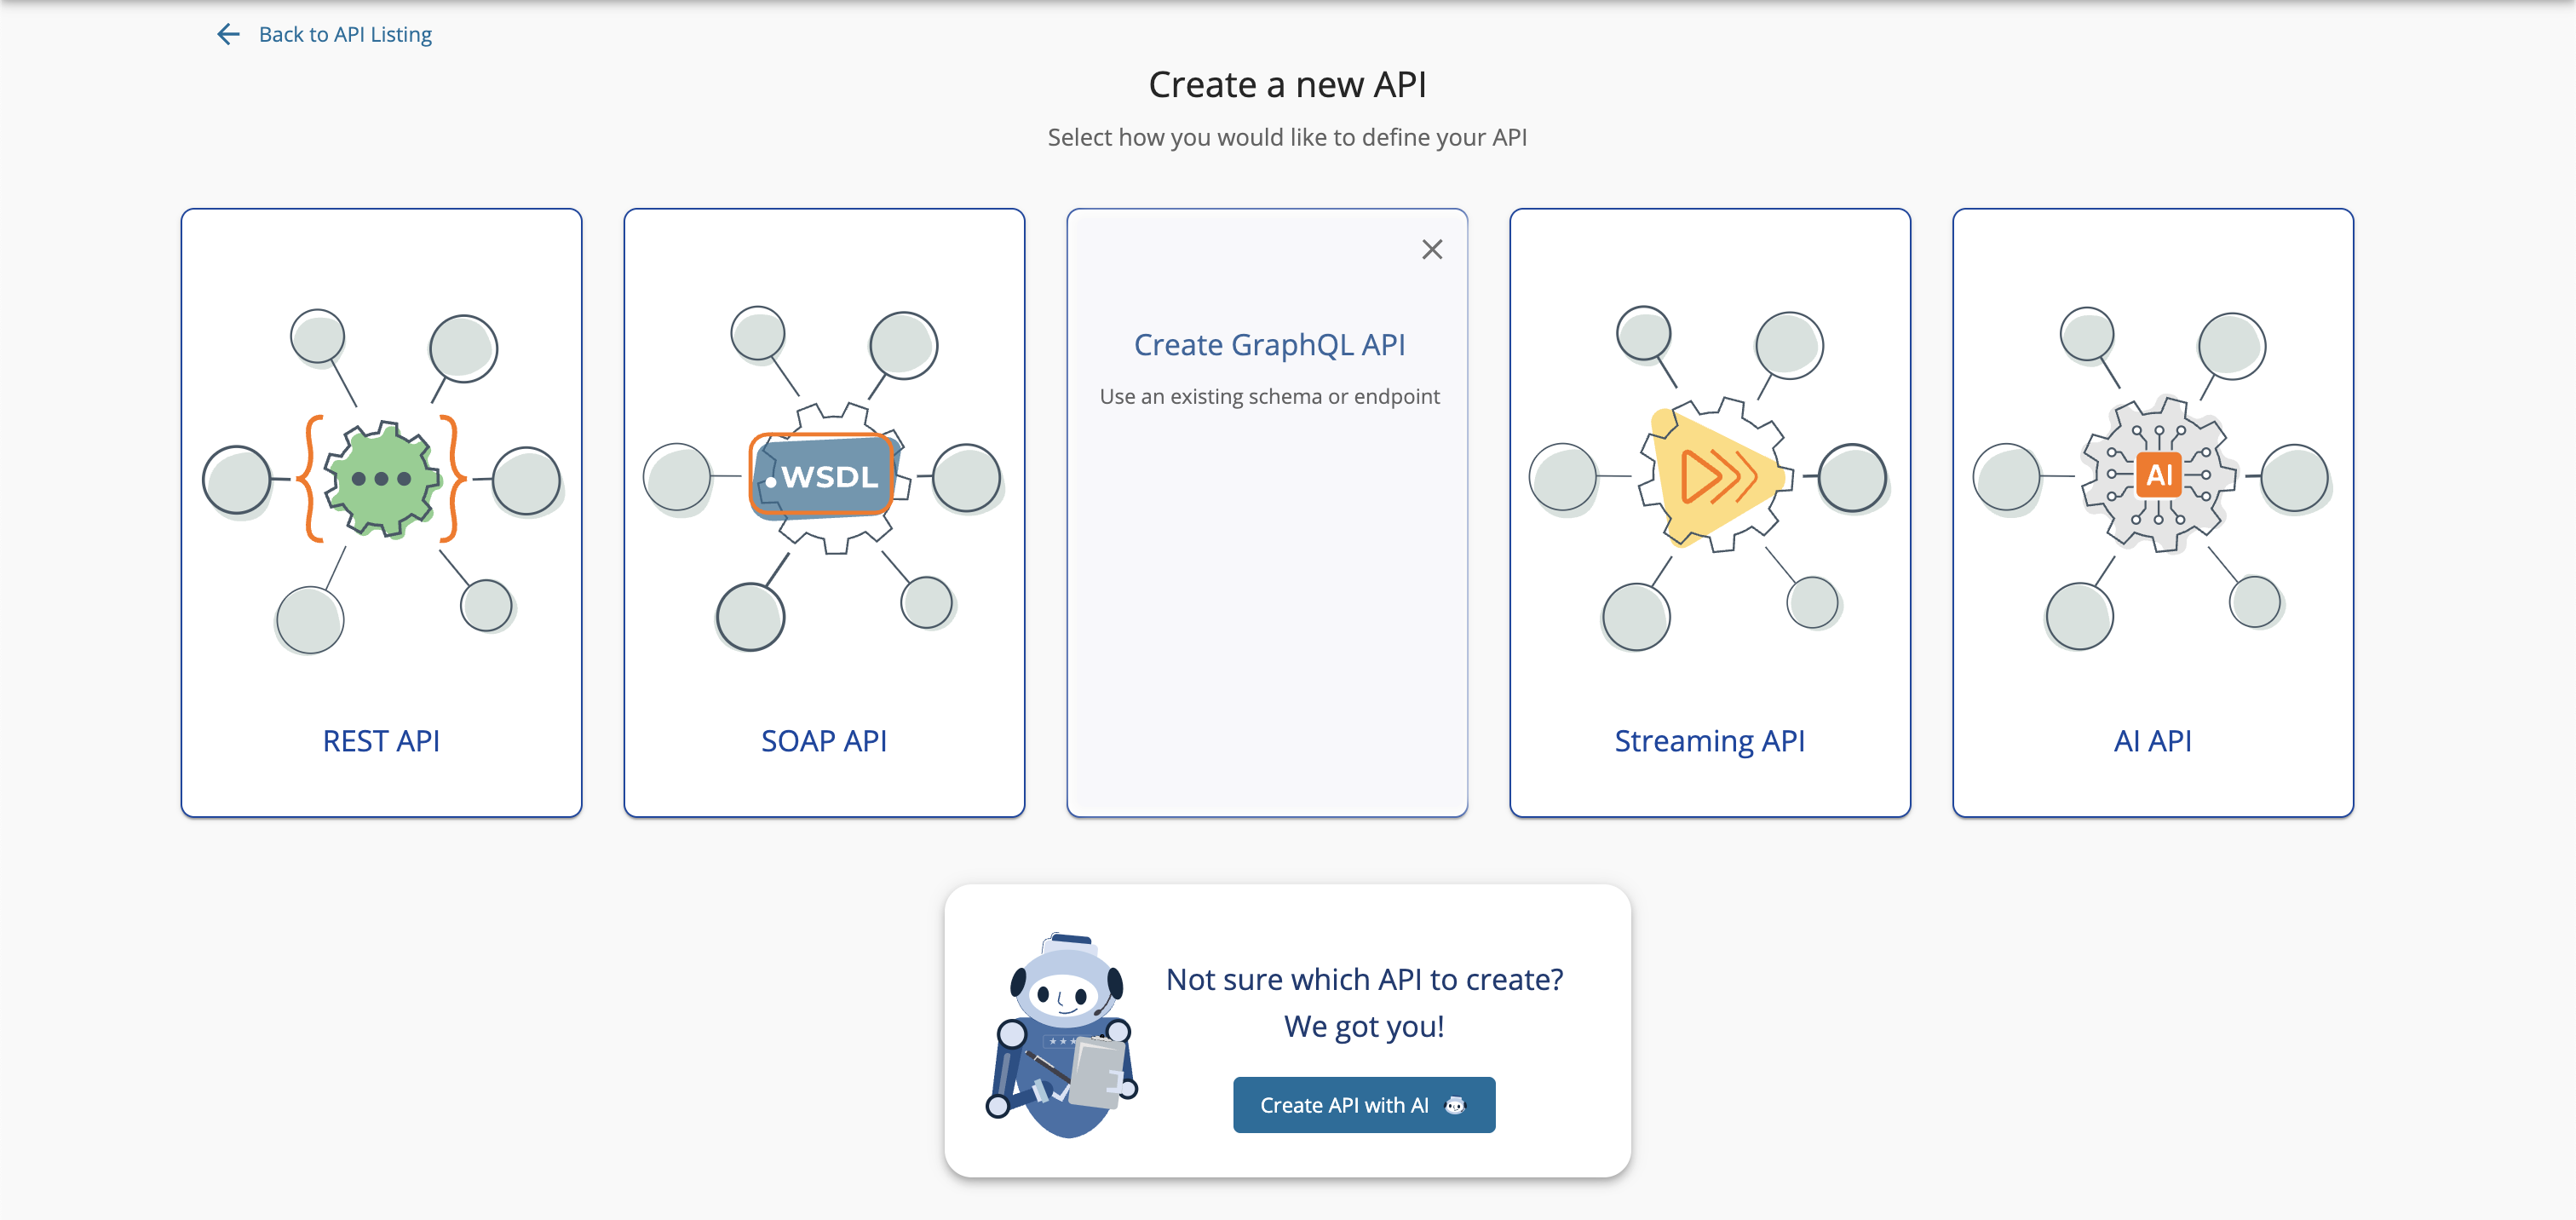 Back to API Listing
Create a new API
Select how you would like to define your API
.WSDL
AI
REST API
SOAP API
Create GraphQL API
Use an existing schema or endpoint
Streaming API
AI API
Not sure which API to create?
We got you!
Create API with AI